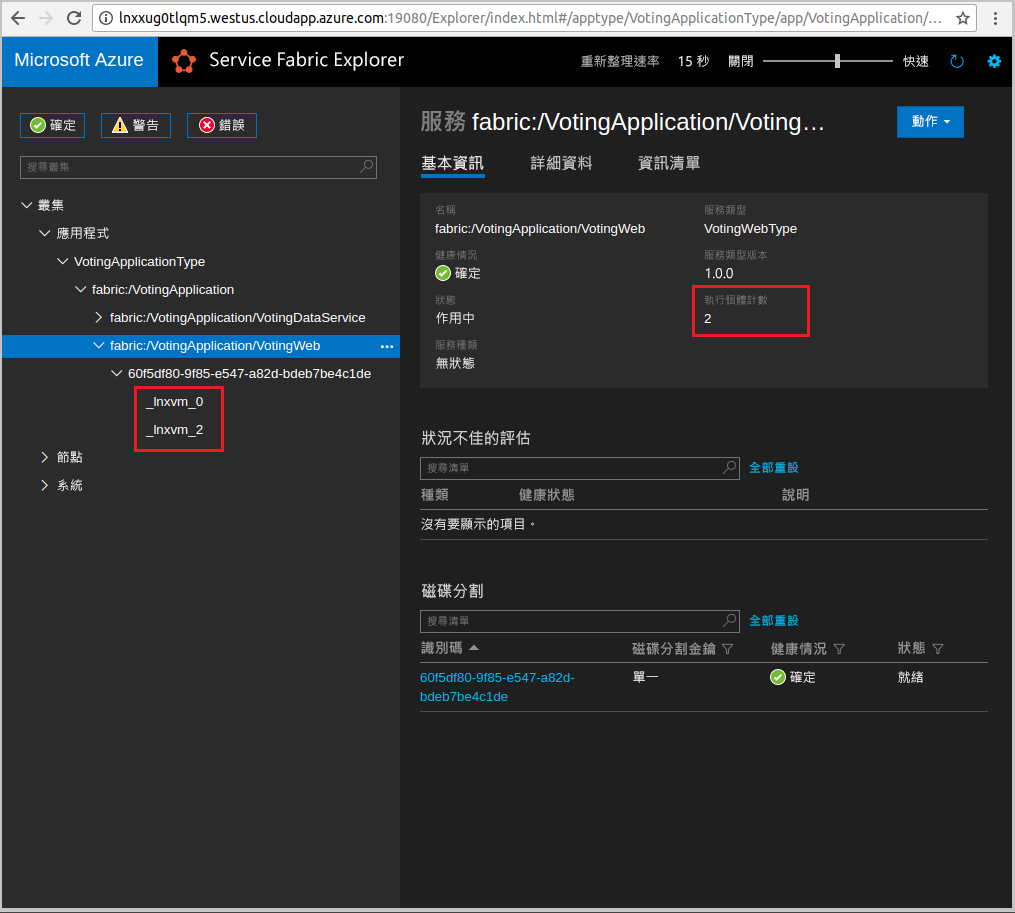 lnxxug0tlqm5.westus.cloudapp.azure.com:19080/Explorer/index.html#/apptype/VotingApplicationType/app/VotingApplication/...
Microsoft Azure
Service Fabric Explorer
重新整理速率 15 秒 關閉 快速
確定 警告 錯誤
搜尋叢集
叢集
應用程式
VotingApplicationType
fabric:/VotingApplication
fabric:/VotingApplication/VotingDataService
fabric:/VotingApplication/VotingWeb
60f5df80-9f85-e547-a82d-bdeb7be4c1de
_lnxvm_0
_lnxvm_2
節點
系統
服務 fabric:/VotingApplication/Voting…
動作
基本資訊 詳細資料 資訊清單
名稱
fabric:/VotingApplication/VotingWeb
健康情況
確定
狀態
作用中
服務種類
無狀態
服務類型
VotingWebType
服務類型版本
1.0.0
執行個體計數
2
狀況不佳的評估
搜尋清單 全部重設
種類 健康狀態 說明
沒有要顯示的項目。
磁碟分割
搜尋清單 全部重設
識別碼 磁碟分割金鑰 健康情況 狀態
60f5df80-9f85-e547-a82d- 單一 確定 就緒
bdeb7be4c1de